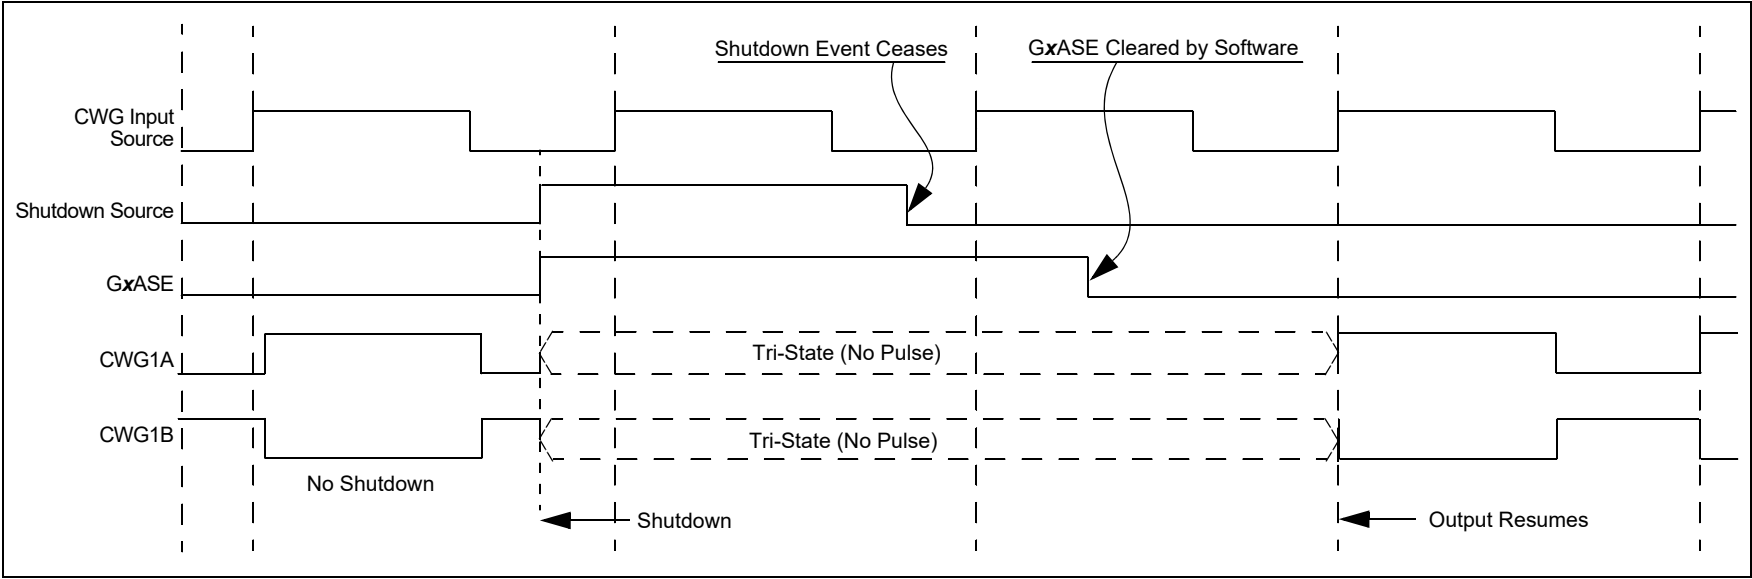 Shutdown Event Ceases
GxASE Cleared by Software
CWG Input
Source
Shutdown Source
GxASE
CWG1A
Tri-State (No Pulse)
CWG1B
Tri-State (No Pulse)
No Shutdown
Shutdown
Output Resumes